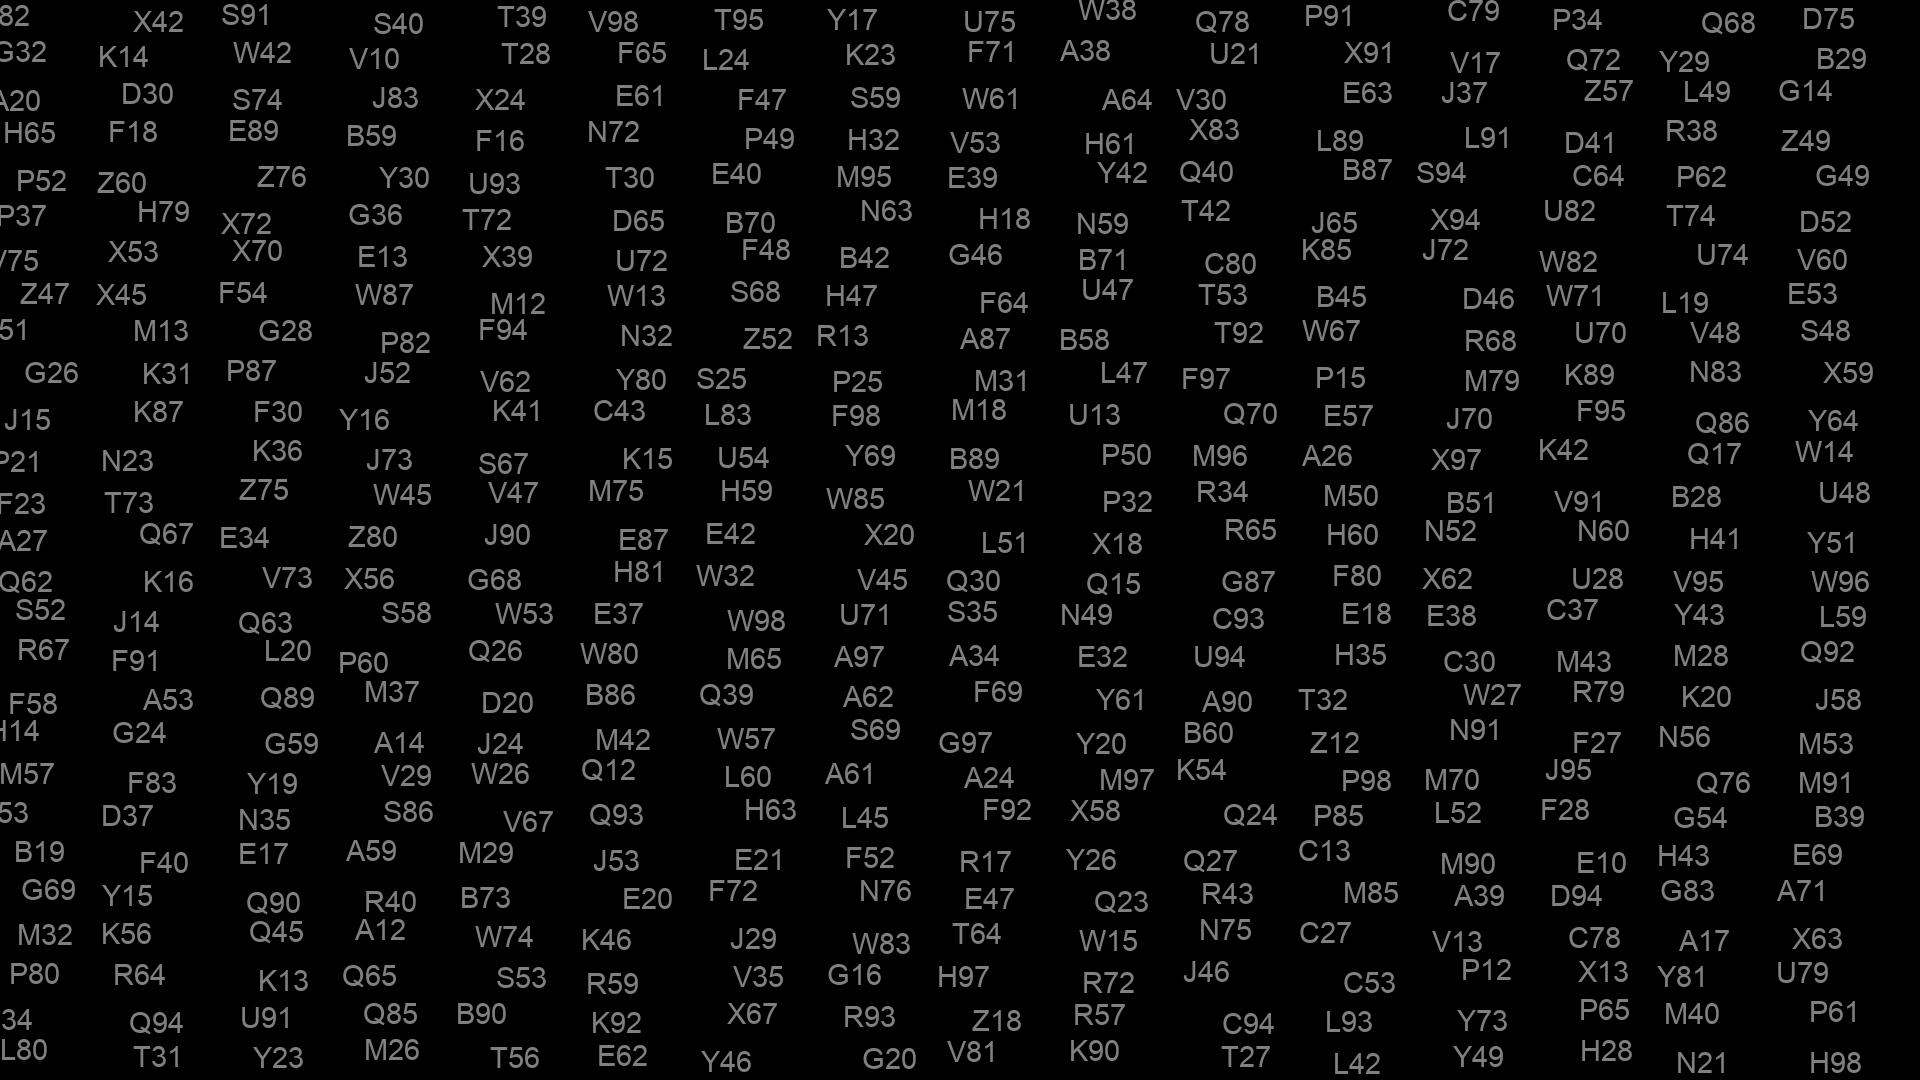 82 X42 S91 S40 T39 V98 T95 Y17 U75 W38 Q78 P91 C79 P34 Q68 D75
G32 K14 W42 V10 T28 F65 L24 K23 F71 A38 U21 X91 V17 Q72 Y29 B29
A20 D30 S74 J83 X24 E61 F47 S59 W61 A64 V30 E63 J37 Z57 L49 G14
H65 F18 E89 B59 F16 N72 P49 H32 V53 H61 X83 L89 L91 D41 R38 Z49
P52 Z60 Z76 Y30 U93 T30 E40 M95 E39 Y42 Q40 B87 S94 C64 P62 G49
P37 H79 X72 G36 T72 D65 B70 N63 H18 N59 T42 J65 X94 U82 T74 D52
V75 X53 X70 E13 X39 U72 F48 B42 G46 B71 C80 K85 J72 W82 U74 V60
Z47 X45 F54 W87 M12 W13 S68 H47 F64 U47 T53 B45 D46 W71 L19 E53
51 M13 G28 P82 F94 N32 Z52 R13 A87 B58 T92 W67 R68 U70 V48 S48
G26 K31 P87 J52 V62 Y80 S25 P25 M31 L47 F97 P15 M79 K89 N83 X59
J15 K87 F30 Y16 K41 C43 L83 F98 M18 U13 Q70 E57 J70 F95 Q86 Y64
P21 N23 K36 J73 S67 K15 U54 Y69 B89 P50 M96 A26 X97 K42 Q17 W14
F23 T73 Z75 W45 V47 M75 H59 W85 W21 P32 R34 M50 B51 V91 B28 U48
A27 Q67 E34 Z80 J90 E87 E42 X20 L51 X18 R65 H60 N52 N60 H41 Y51
Q62 K16 V73 X56 G68 H81 W32 V45 Q30 Q15 G87 F80 X62 U28 V95 W96
S52 J14 Q63 S58 W53 E37 W98 U71 S35 N49 C93 E18 E38 C37 Y43 L59
R67 F91 L20 P60 Q26 W80 M65 A97 A34 E32 U94 H35 C30 M43 M28 Q92
F58 A53 Q89 M37 D20 B86 Q39 A62 F69 Y61 A90 T32 W27 R79 K20 J58
H14 G24 G59 A14 J24 M42 W57 S69 G97 Y20 B60 Z12 N91 F27 N56 M53
M57 F83 Y19 V29 W26 Q12 L60 A61 A24 M97 K54 P98 M70 J95 Q76 M91
53 D37 N35 S86 V67 Q93 H63 L45 F92 X58 Q24 P85 L52 F28 G54 B39
B19 F40 E17 A59 M29 J53 E21 F52 R17 Y26 Q27 C13 M90 E10 H43 E69
G69 Y15 Q90 R40 B73 E20 F72 N76 E47 Q23 R43 M85 A39 D94 G83 A71
M32 K56 Q45 A12 W74 K46 J29 W83 T64 W15 N75 C27 V13 C78 A17 X63
P80 R64 K13 Q65 S53 R59 V35 G16 H97 R72 J46 C53 P12 X13 Y81 U79
34 Q94 U91 Q85 B90 K92 X67 R93 Z18 R57 C94 L93 Y73 P65 M40 P61
L80 T31 Y23 M26 T56 E62 Y46 G20 V81 K90 T27 L42 Y49 H28 N21 H98